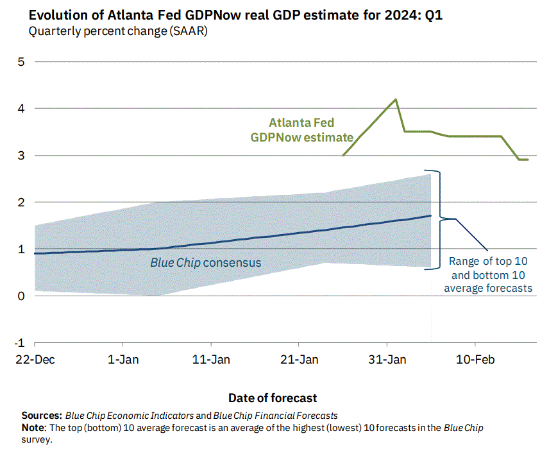 Evolution of Atlanta Fed GDPNow real GDP estimate for 2024: Q1
Quarterly percent change (SAAR)
5
4
Atlanta Fed
GDPNow estimate
3
2
1
Blue Chip consensus
Range of top 10
and bottom 10
average forecasts
0
-1
22-Dec 1-Jan 11-Jan 21-Jan 31-Jan 10-Feb
Date of forecast
Sources: Blue Chip Economic Indicators and Blue Chip Financial Forecasts
Note: The top (bottom) 10 average forecast is an average of the highest (lowest) 10 forecasts in the Blue Chip
survey.